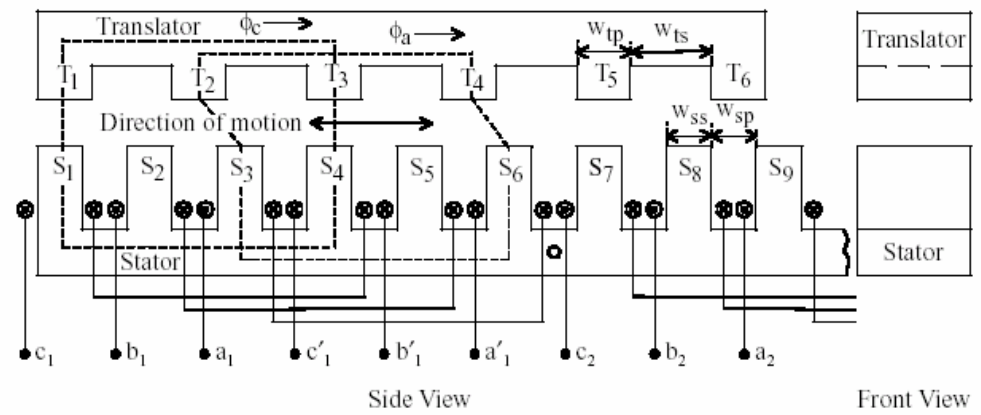 Translator ϕc ϕa wtp wts Translator
T1 T2 T3 T4 T5 T6
Direction of motion wss wsp
S1 S2 S3 S4 S5 S6 S7 S8 S9
Stator Stator
c1 b1 a1 c′1 b′1 a′1 c2 b2 a2
Side View Front View